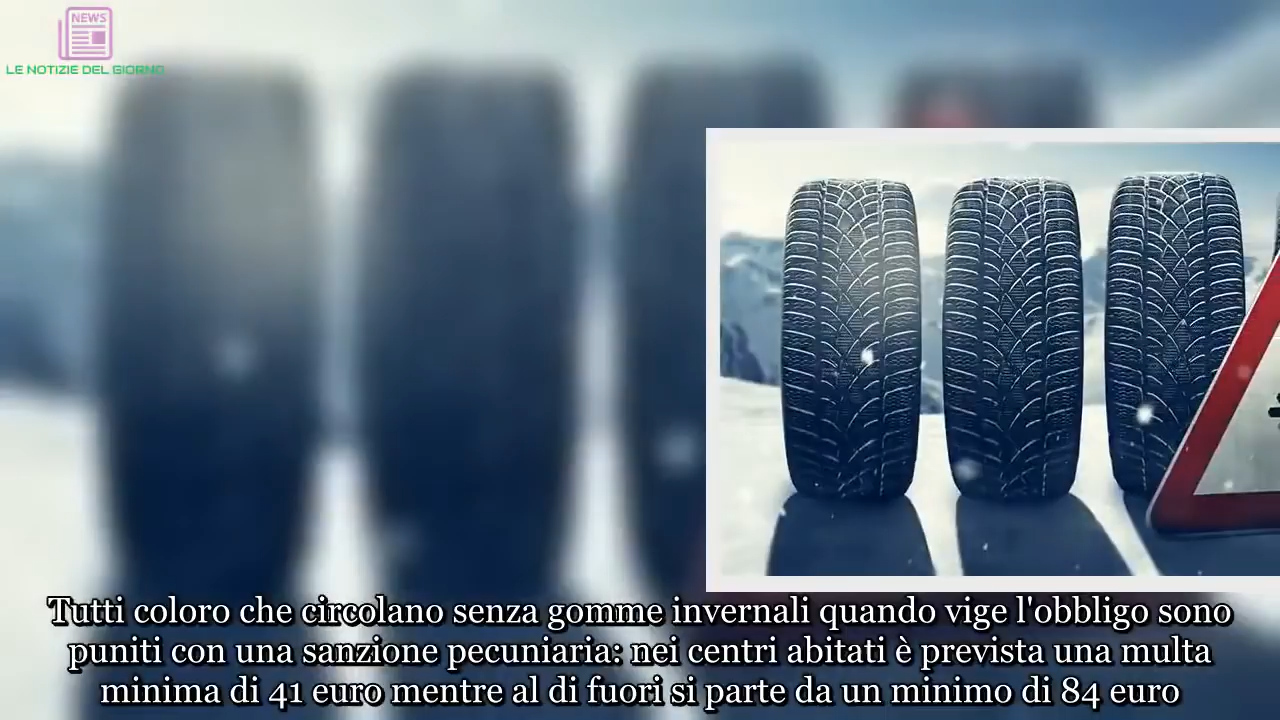 NEWS
LE NOTIZIE DEL GIORNO
Tutti coloro che circolano senza gomme invernali quando vige l'obbligo sono
puniti con una sanzione pecuniaria: nei centri abitati è prevista una multa
minima di 41 euro mentre al di fuori si parte da un minimo di 84 euro